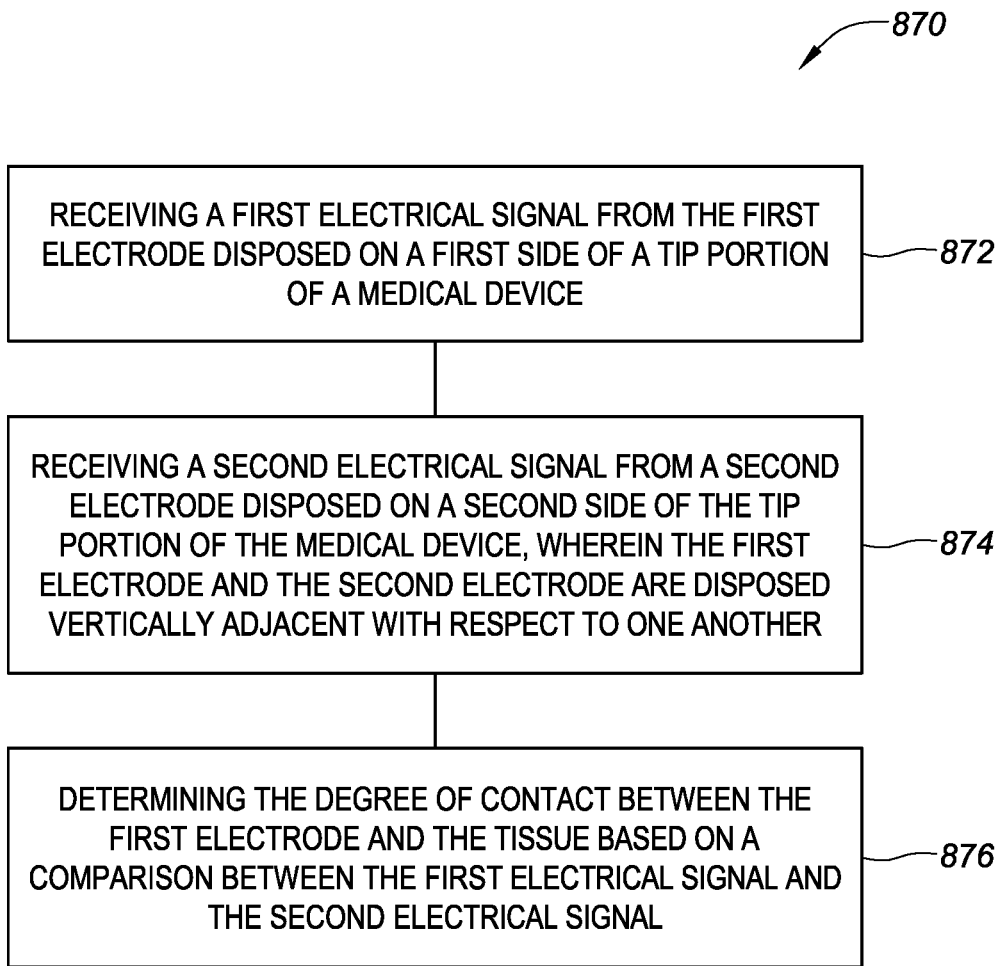 870
RECEIVING A FIRST ELECTRICAL SIGNAL FROM THE FIRST
ELECTRODE DISPOSED ON A FIRST SIDE OF A TIP PORTION
OF A MEDICAL DEVICE
872
RECEIVING A SECOND ELECTRICAL SIGNAL FROM A SECOND
ELECTRODE DISPOSED ON A SECOND SIDE OF THE TIP
PORTION OF THE MEDICAL DEVICE, WHEREIN THE FIRST
ELECTRODE AND THE SECOND ELECTRODE ARE DISPOSED
VERTICALLY ADJACENT WITH RESPECT TO ONE ANOTHER
874
DETERMINING THE DEGREE OF CONTACT BETWEEN THE
FIRST ELECTRODE AND THE TISSUE BASED ON A
COMPARISON BETWEEN THE FIRST ELECTRICAL SIGNAL AND
THE SECOND ELECTRICAL SIGNAL
876